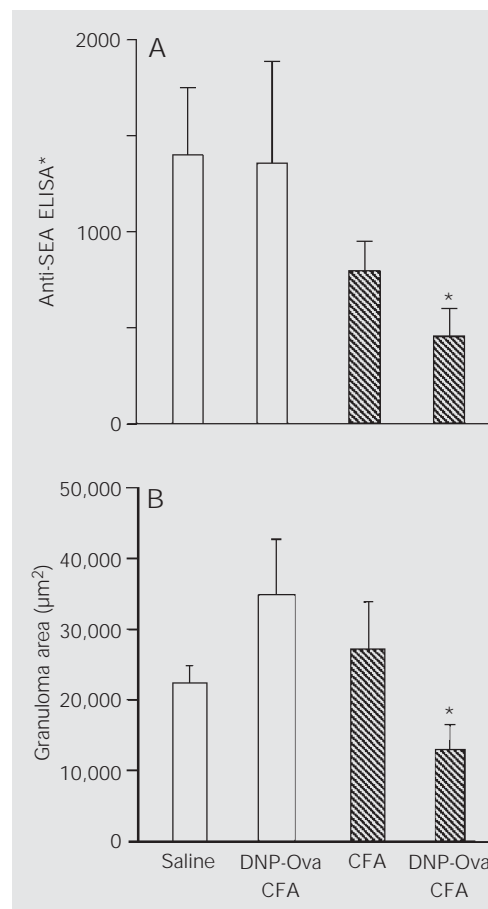 2000
A
Anti-SEA ELISA*
1000
*
0
50,000
B
40,000
Granuloma area (µm²)
30,000
20,000
*
10,000
0
Saline DNP-Ova CFA DNP-Ova
CFA CFA